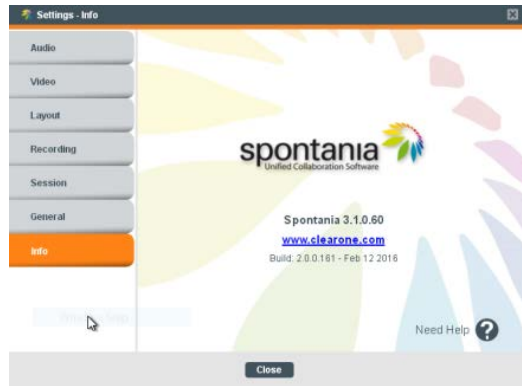 Settings - Info
Audio
Video
Layout
Recording
Session
General
Info
spontania
Unified Collaboration Software
Spontania 3.1.0.60
www.clearone.com
Build: 2.0.0.161 - Feb 12 2016
Need Help ?
Close